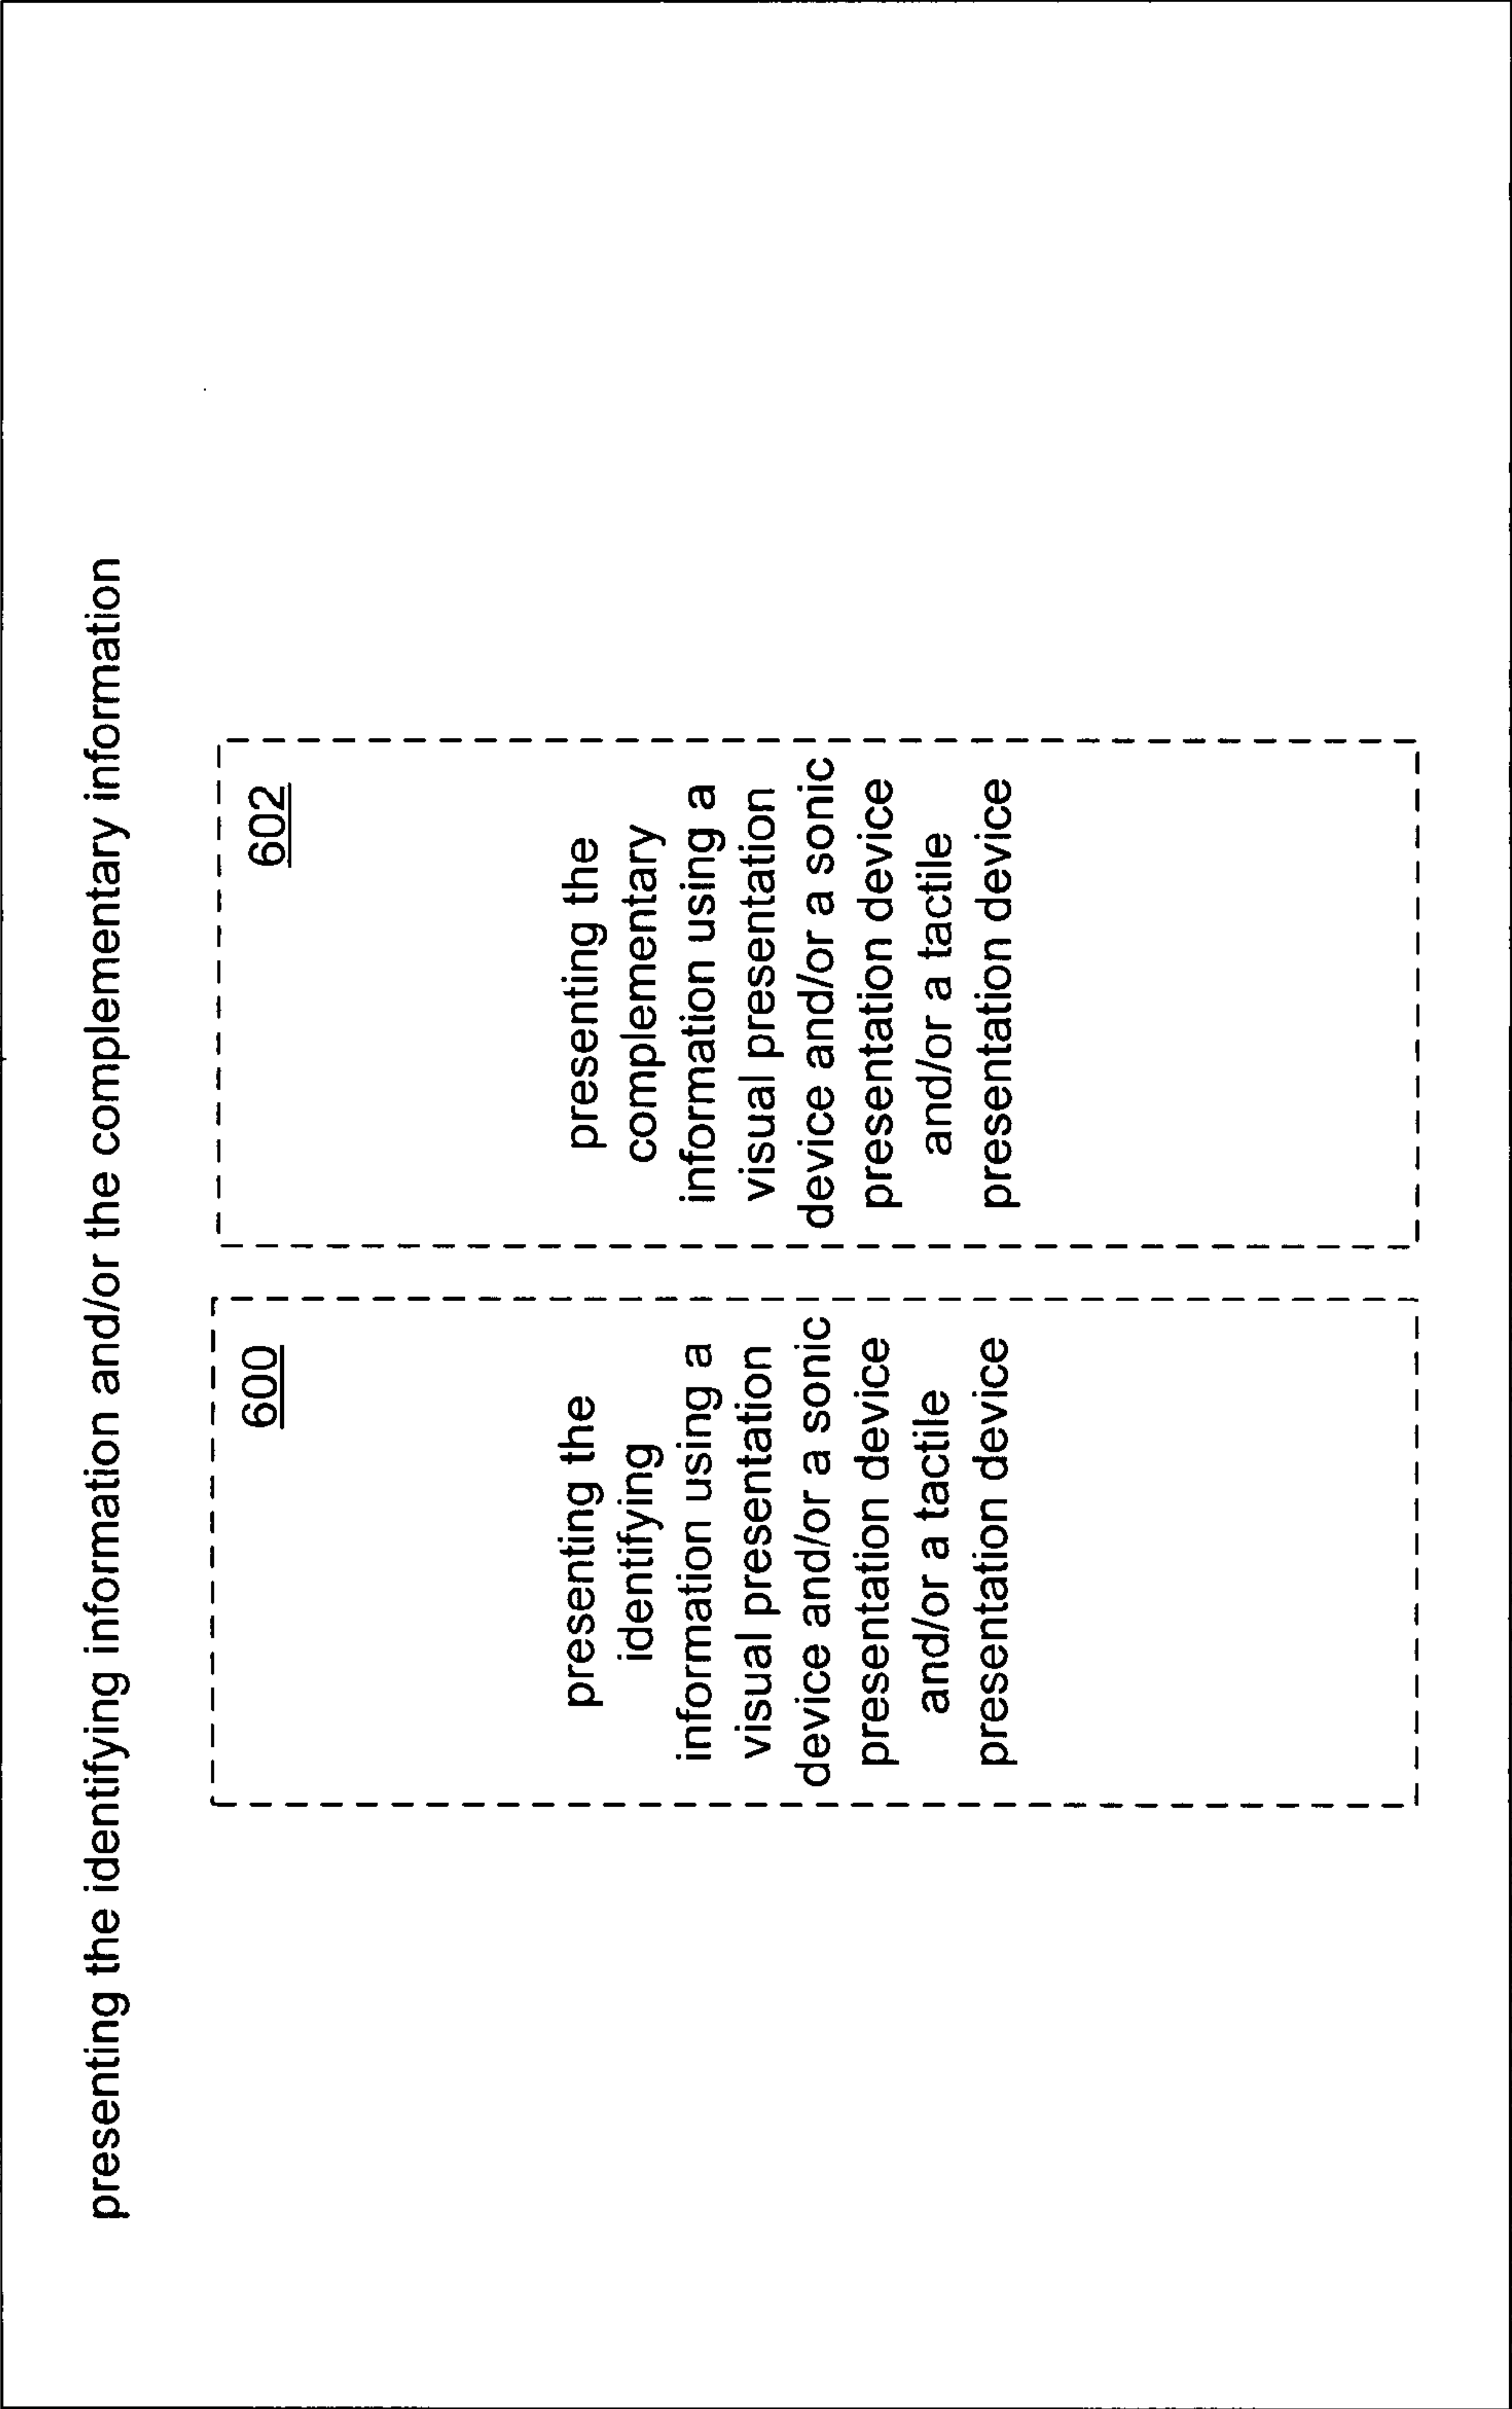 presenting the identifying information and/or the complementary information
600
presenting the
identifying
information using a
visual presentation
device and/or a sonic
presentation device
and/or a tactile
presentation device
602
presenting the
complementary
information using a
visual presentation
device and/or a sonic
presentation device
and/or a tactile
presentation device